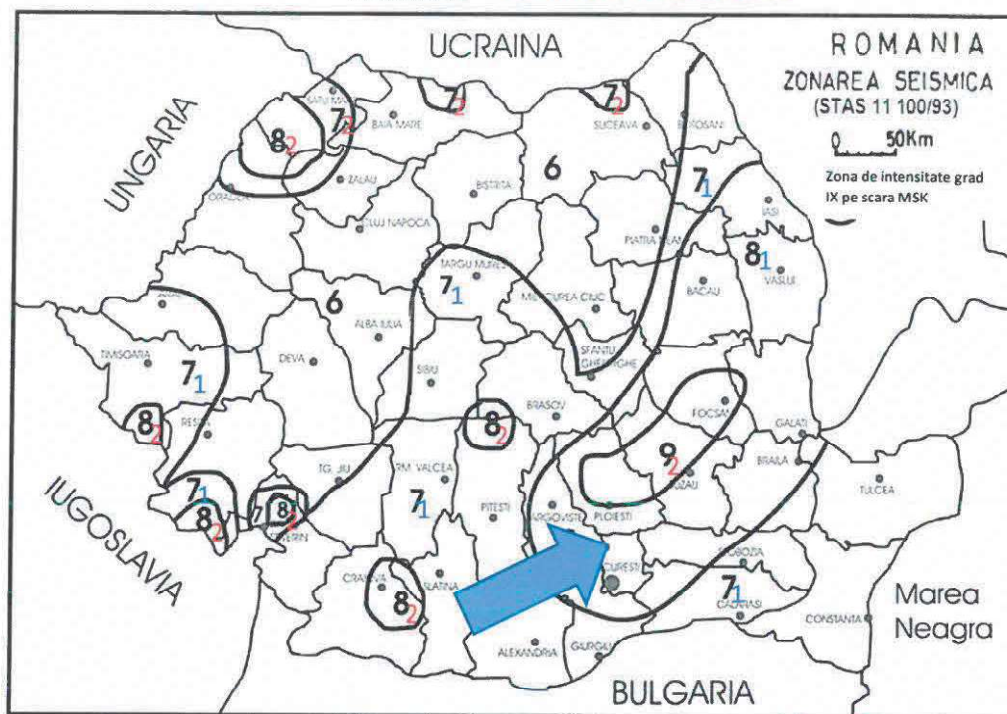 UCRAINA
ROMANIA
ZONAREA SEISMICA
(STAS 11 100/93)
0 50Km
Zona de intensitate grad
IX pe scara MSK
UNGARIA
SATU MARE
BAIA MARE
SUCEAVA
BOTOSANI
7 2
7 2
7 2
8 2
6
ORADEA
ZALAU
BISTRITA
7 1
IASI
CLUJ NAPOCA
PIATRA NEAMT
TARGU MURES
7 1
8 1
VASLUI
BACAU
MIERCUREA CIUC
6
ALBA IULIA
TIMISOARA
DEVA
SFANTU
GHEORGHE
7 1
SIBIU
BRASOV
FOCSANI
8 2
RESITA
8 2
GALATI
9 2
BUZAU
BRAILA
TG. JIU
RM. VALCEA
TULCEA
IUGOSLAVIA
7 1
8 2
7
8 2
7 1
PITESTI
TARGOVISTE
PLOIESTI
SLOBOZIA
CRAIOVA
8 2
SLATINA
7 1
CALARASI
Marea
Neagra
CONSTANTA
ALEXANDRIA
GIURGIU
BULGARIA